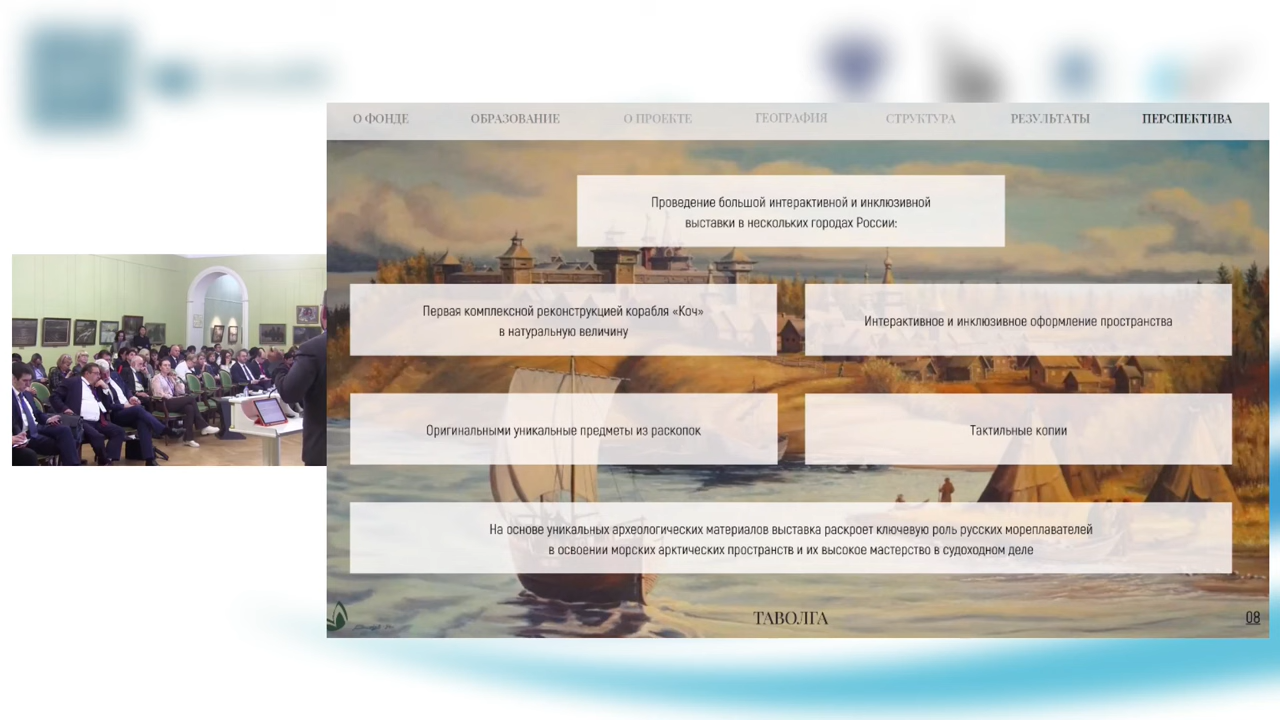 О ФОНДЕ ОБРАЗОВАНИЕ О ПРОЕКТЕ ГЕОГРАФИЯ СТРУКТУРА РЕЗУЛЬТАТЫ ПЕРСПЕКТИВА
Проведение большой интерактивной и инклюзивной
выставки в нескольких городах России:
Первая комплексной реконструкцией корабля «Коч»
в натуральную величину
Интерактивное и инклюзивное оформление пространства
Оригинальными уникальные предметы из раскопок
Тактильные копии
На основе уникальных археологических материалов выставка раскроет ключевую роль русских мореплавателей
в освоении морских арктических пространств и их высокое мастерство в судоходном деле
ТАВОЛГА
08